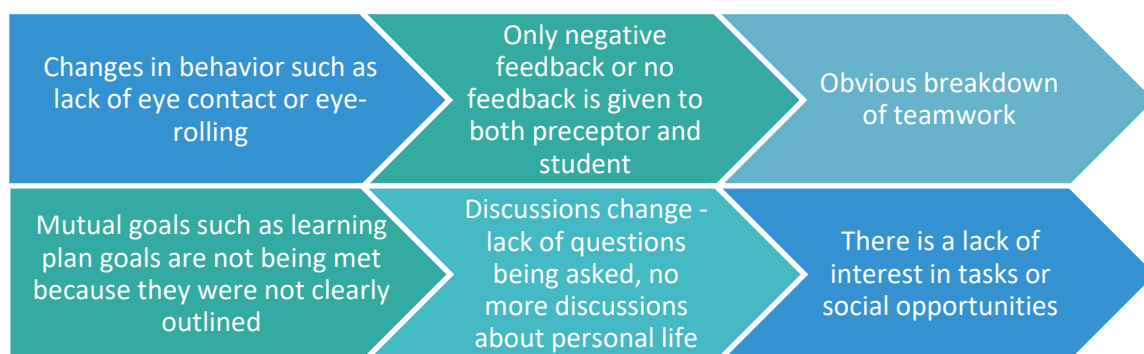 Changes in behavior such as
lack of eye contact or eye-
rolling
Only negative
feedback or no
feedback is given to
both preceptor and
student
Obvious breakdown
of teamwork
Mutual goals such as learning
plan goals are not being met
because they were not clearly
outlined
Discussions change -
lack of questions
being asked, no
more discussions
about personal life
There is a lack of
interest in tasks or
social opportunities